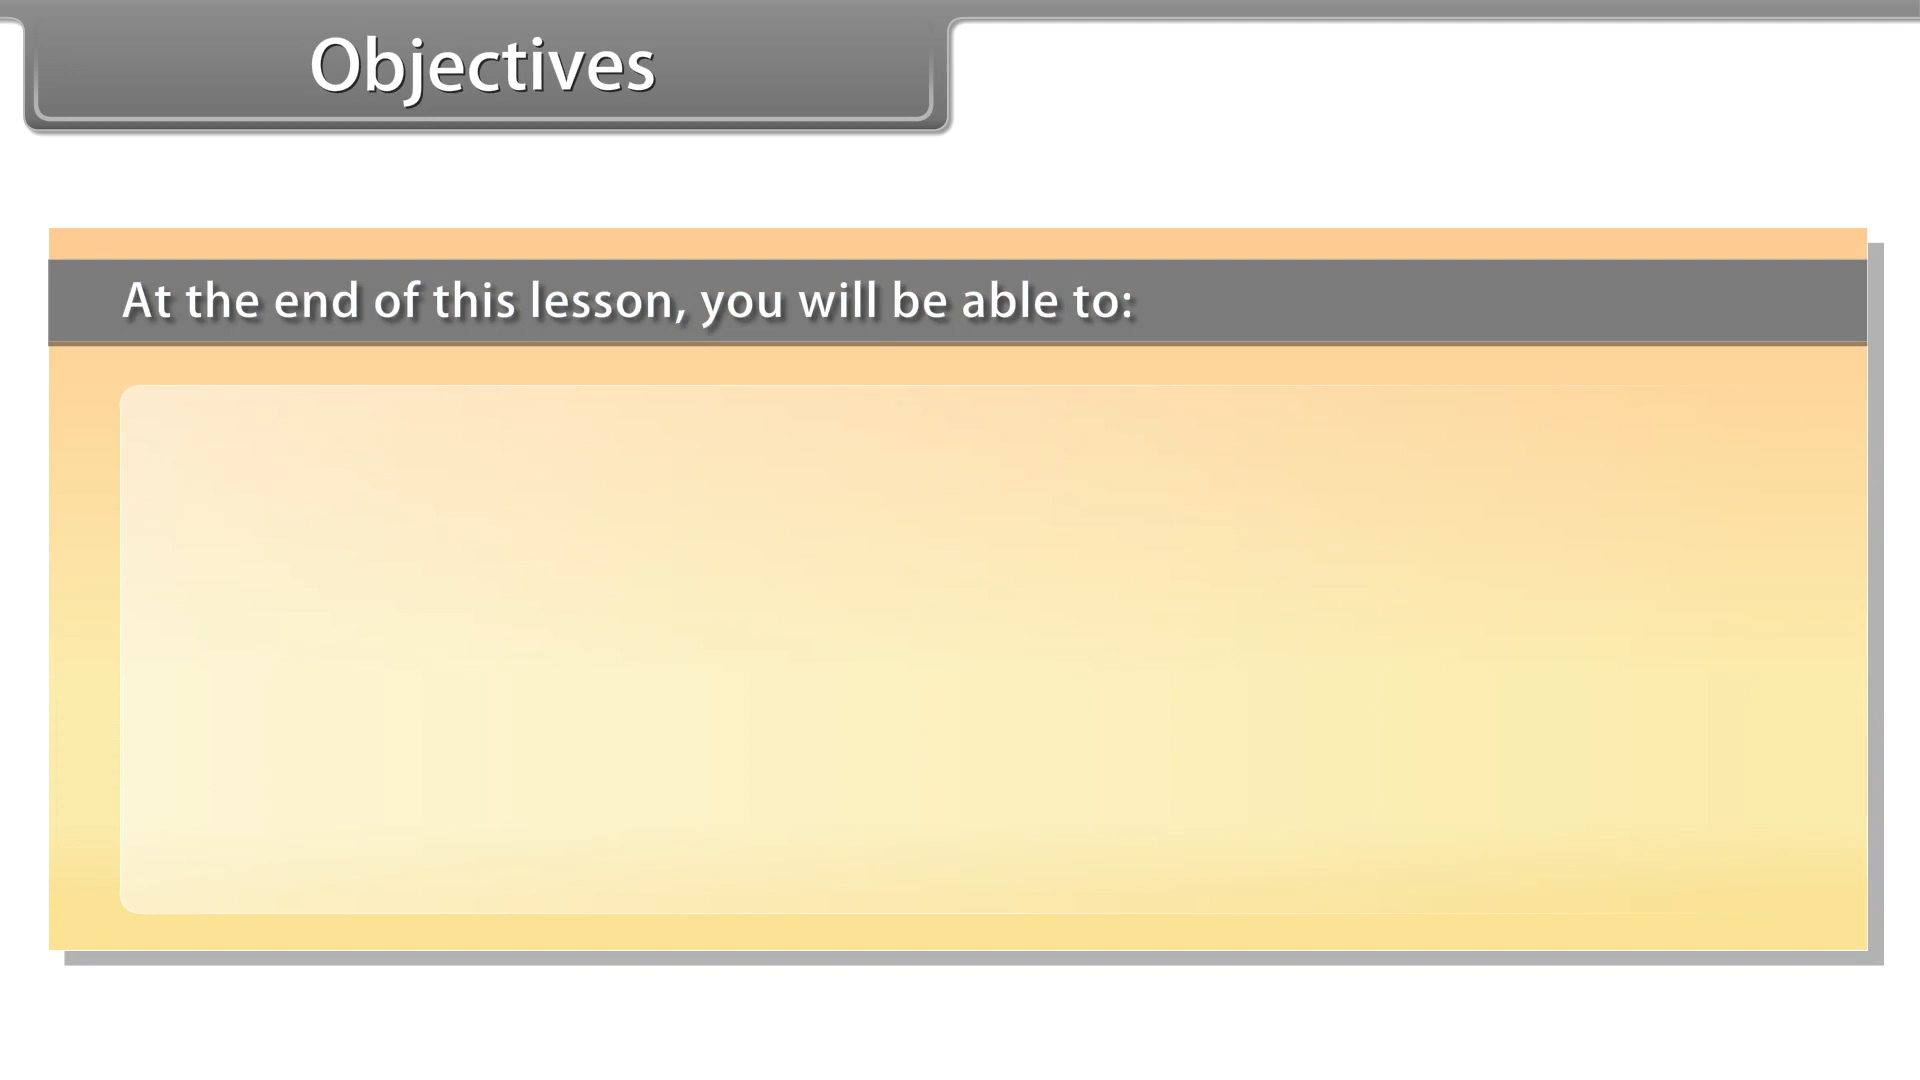 Objectives
At the end of this lesson, you will be able to: